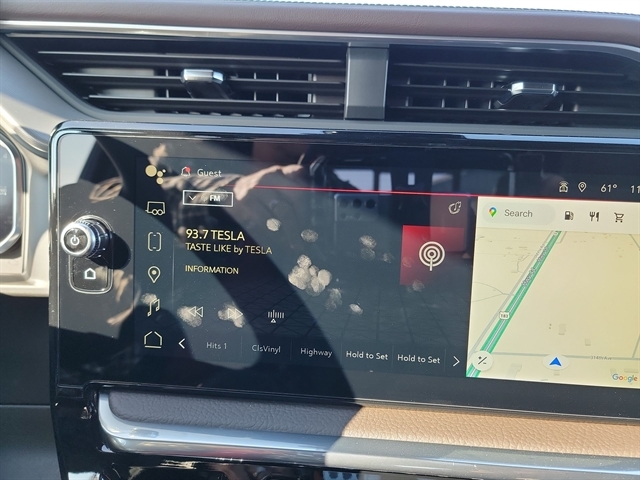 Guest
FM
93.7 TESLA
TASTE LIKE by TESLA
INFORMATION
Hits 1
ClsVinyl
Highway
Hold to Set
Hold to Set
61°
Search
Google